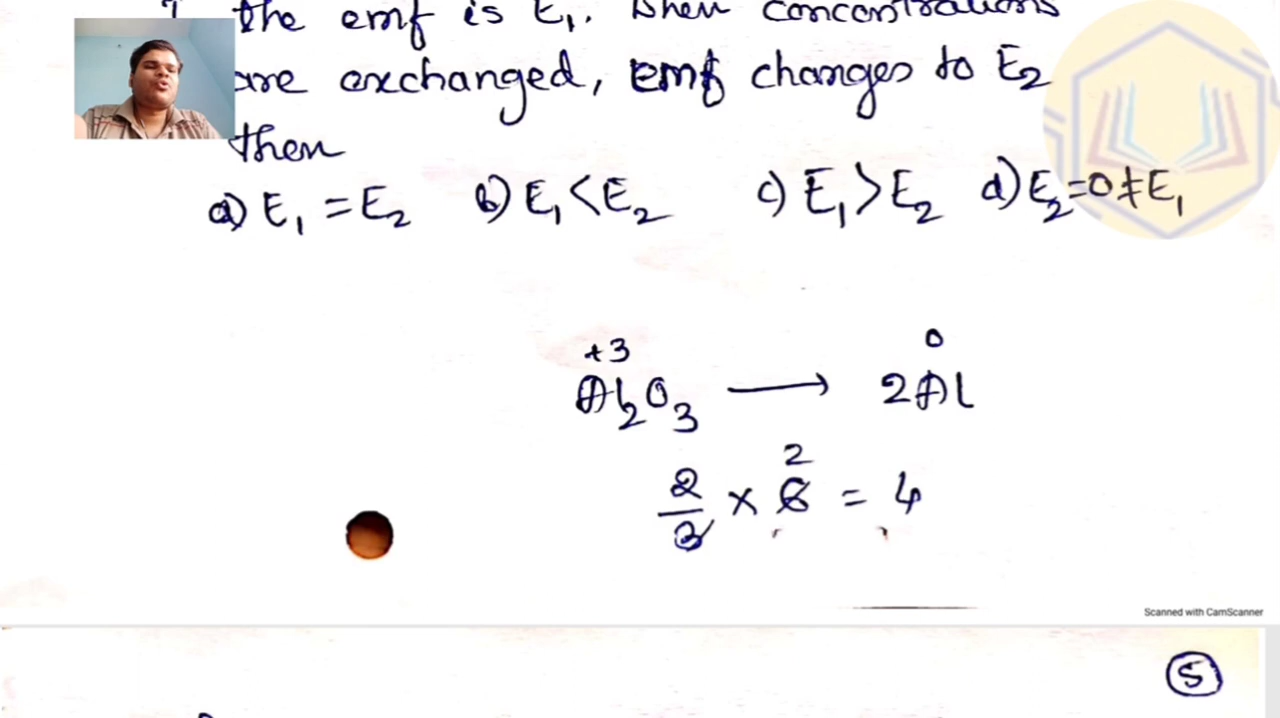 the emf is E₁. When concentrations
are exchanged, emf changes to E₂
then
a) E₁ = E₂ b) E₁ < E₂ c) E₁ > E₂ d) E₂ = 0 ≠ E₁
+3 0
Al₂O₃ ⟶ 2Al
2
2/3 × 6 = 4
Scanned with CamScanner
5